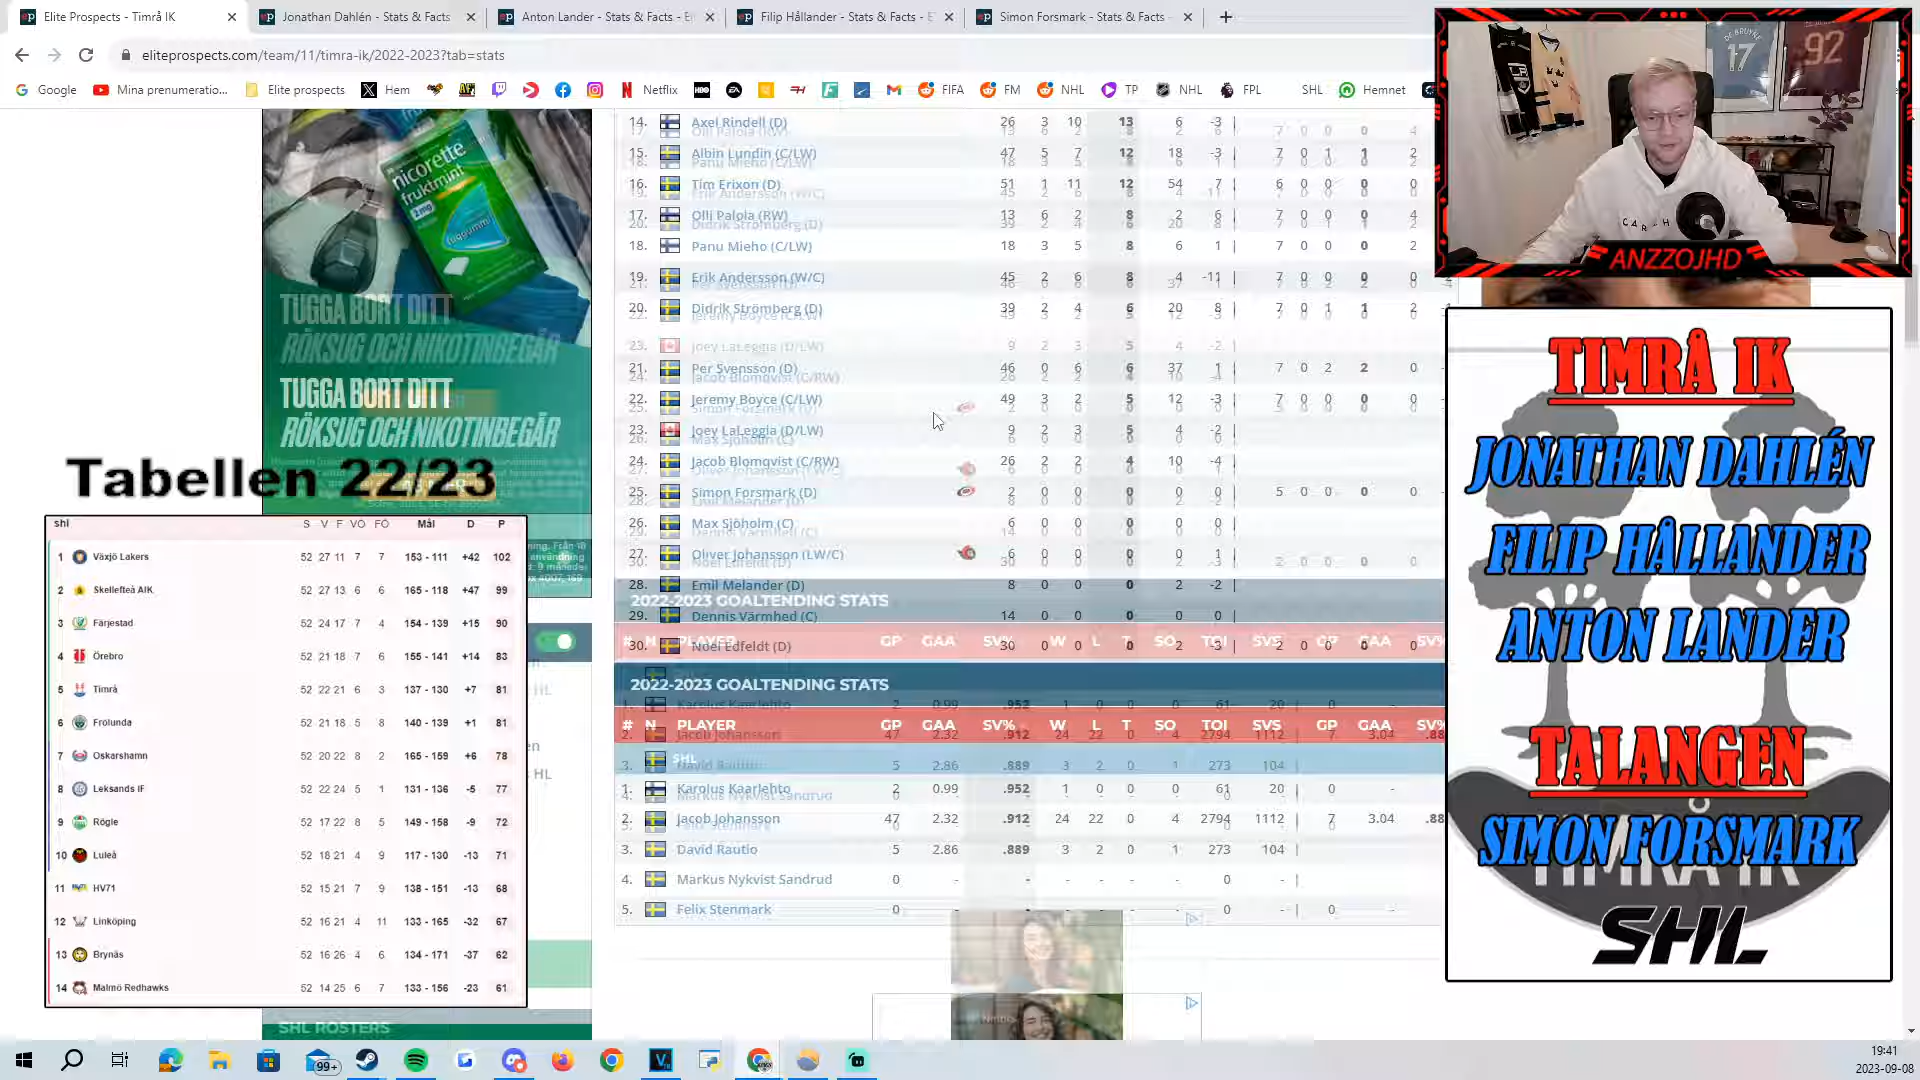 Elite Prospects - Timrå IK
Jonathan Dahlén - Stats & Facts
Anton Lander - Stats & Facts - E
Filip Hållander - Stats & Facts - E
Simon Forsmark - Stats & Facts -
eliteprospects.com/team/11/timra-ik/2022-2023?tab=stats
Google
Mina prenumeratio...
Elite prospects
Hem
Netflix
HBO
FIFA
FM
NHL
TP
NHL
FPL
SHL
Hemnet
DE BRUYNE
17
92
ANZZOJHD
nicorette
fruktmint
2 mg
TUGGA BORT DITT
RÖKSUG OCH NIKOTINBEGÄR
TUGGA BORT DITT
RÖKSUG OCH NIKOTINBEGÄR
14. Axel Rindell (D) 26 3 10 13 6 -3
15. Albin Lundin (C/LW) 47 5 7 12 18 -3 7 0 1 1 2
16. Tim Erixon (D) 51 1 11 12 54 7 6 0 0 0 0
17. Olli Palola (RW) 13 6 2 8 2 6 7 0 0 0 4
18. Panu Mieho (C/LW) 18 3 5 8 6 1 7 0 0 0 2
19. Erik Andersson (W/C) 45 2 6 8 4 -11 7 0 0 0
20. Didrik Strömberg (D) 39 2 4 6 20 8 7 0 1 1 2
21. Per Svensson (D) 46 0 6 6 37 1 7 0 2 2 0
22. Jeremy Boyce (C/LW) 49 3 2 5 12 -3 7 0 0 0 0
23. Joey LaLeggia (D/LW) 9 2 3 5 4 -2
24. Jacob Blomqvist (C/RW) 26 2 2 4 10 -4
25. Simon Forsmark (D) 2 0 0 0 0 0 5 0 0 0 0
26. Max Sjöholm (C) 6 0 0 0 0 0
27. Oliver Johansson (LW/C) 6 0 0 0 0 1
28. Emil Melander (D) 8 0 0 0 2 -2
2022-2023 GOALTENDING STATS
29. Dennis Värmhed (C) 14 0 0 0 0 0
30. Noel Edfeldt (D) 30 0 0 0 2 -3 2 0 0 0 0
2022-2023 GOALTENDING STATS
# N PLAYER GP GAA SV% W L T SO TOI SVS GP GAA SV%
SHL
1. Karolus Kaarlehto 2 0.99 .952 1 0 0 0 61 20 0 -
2. Jacob Johansson 47 2.32 .912 24 22 0 4 2794 1112 7 3.04 .88
3. David Rautio 5 2.86 .889 3 2 0 1 273 104
4. Markus Nykvist Sandrud 0 - - - - - - 0 -
5. Felix Stenmark 0 - - - - - - 0 - 0 -
Tabellen 22/23
shl S V F VÖ FÖ Mål D P
1 Växjö Lakers 52 27 11 7 7 153 - 111 +42 102
2 Skellefteå AIK 52 27 13 6 6 165 - 118 +47 99
3 Färjestad 52 24 17 7 4 154 - 139 +15 90
4 Örebro 52 21 18 7 6 155 - 141 +14 83
5 Timrå 52 22 21 6 3 137 - 130 +7 81
6 Frölunda 52 21 18 5 8 140 - 139 +1 81
7 Oskarshamn 52 20 22 8 2 165 - 159 +6 78
8 Leksands IF 52 22 24 5 1 131 - 136 -5 77
9 Rögle 52 17 22 8 5 149 - 158 -9 72
10 Luleå 52 18 21 4 9 117 - 130 -13 71
11 HV71 52 15 21 7 9 138 - 151 -13 68
12 Linköping 52 16 21 4 11 133 - 165 -32 67
13 Brynäs 52 16 26 4 6 134 - 171 -37 62
14 Malmö Redhawks 52 14 25 6 7 133 - 156 -23 61
SHL ROSTERS
TIMRÅ IK
JONATHAN DAHLÉN
FILIP HÅLLANDER
ANTON LANDER
TALANGEN
SIMON FORSMARK
TIMRÅ IK
SHL
99+
19:41
2023-09-08